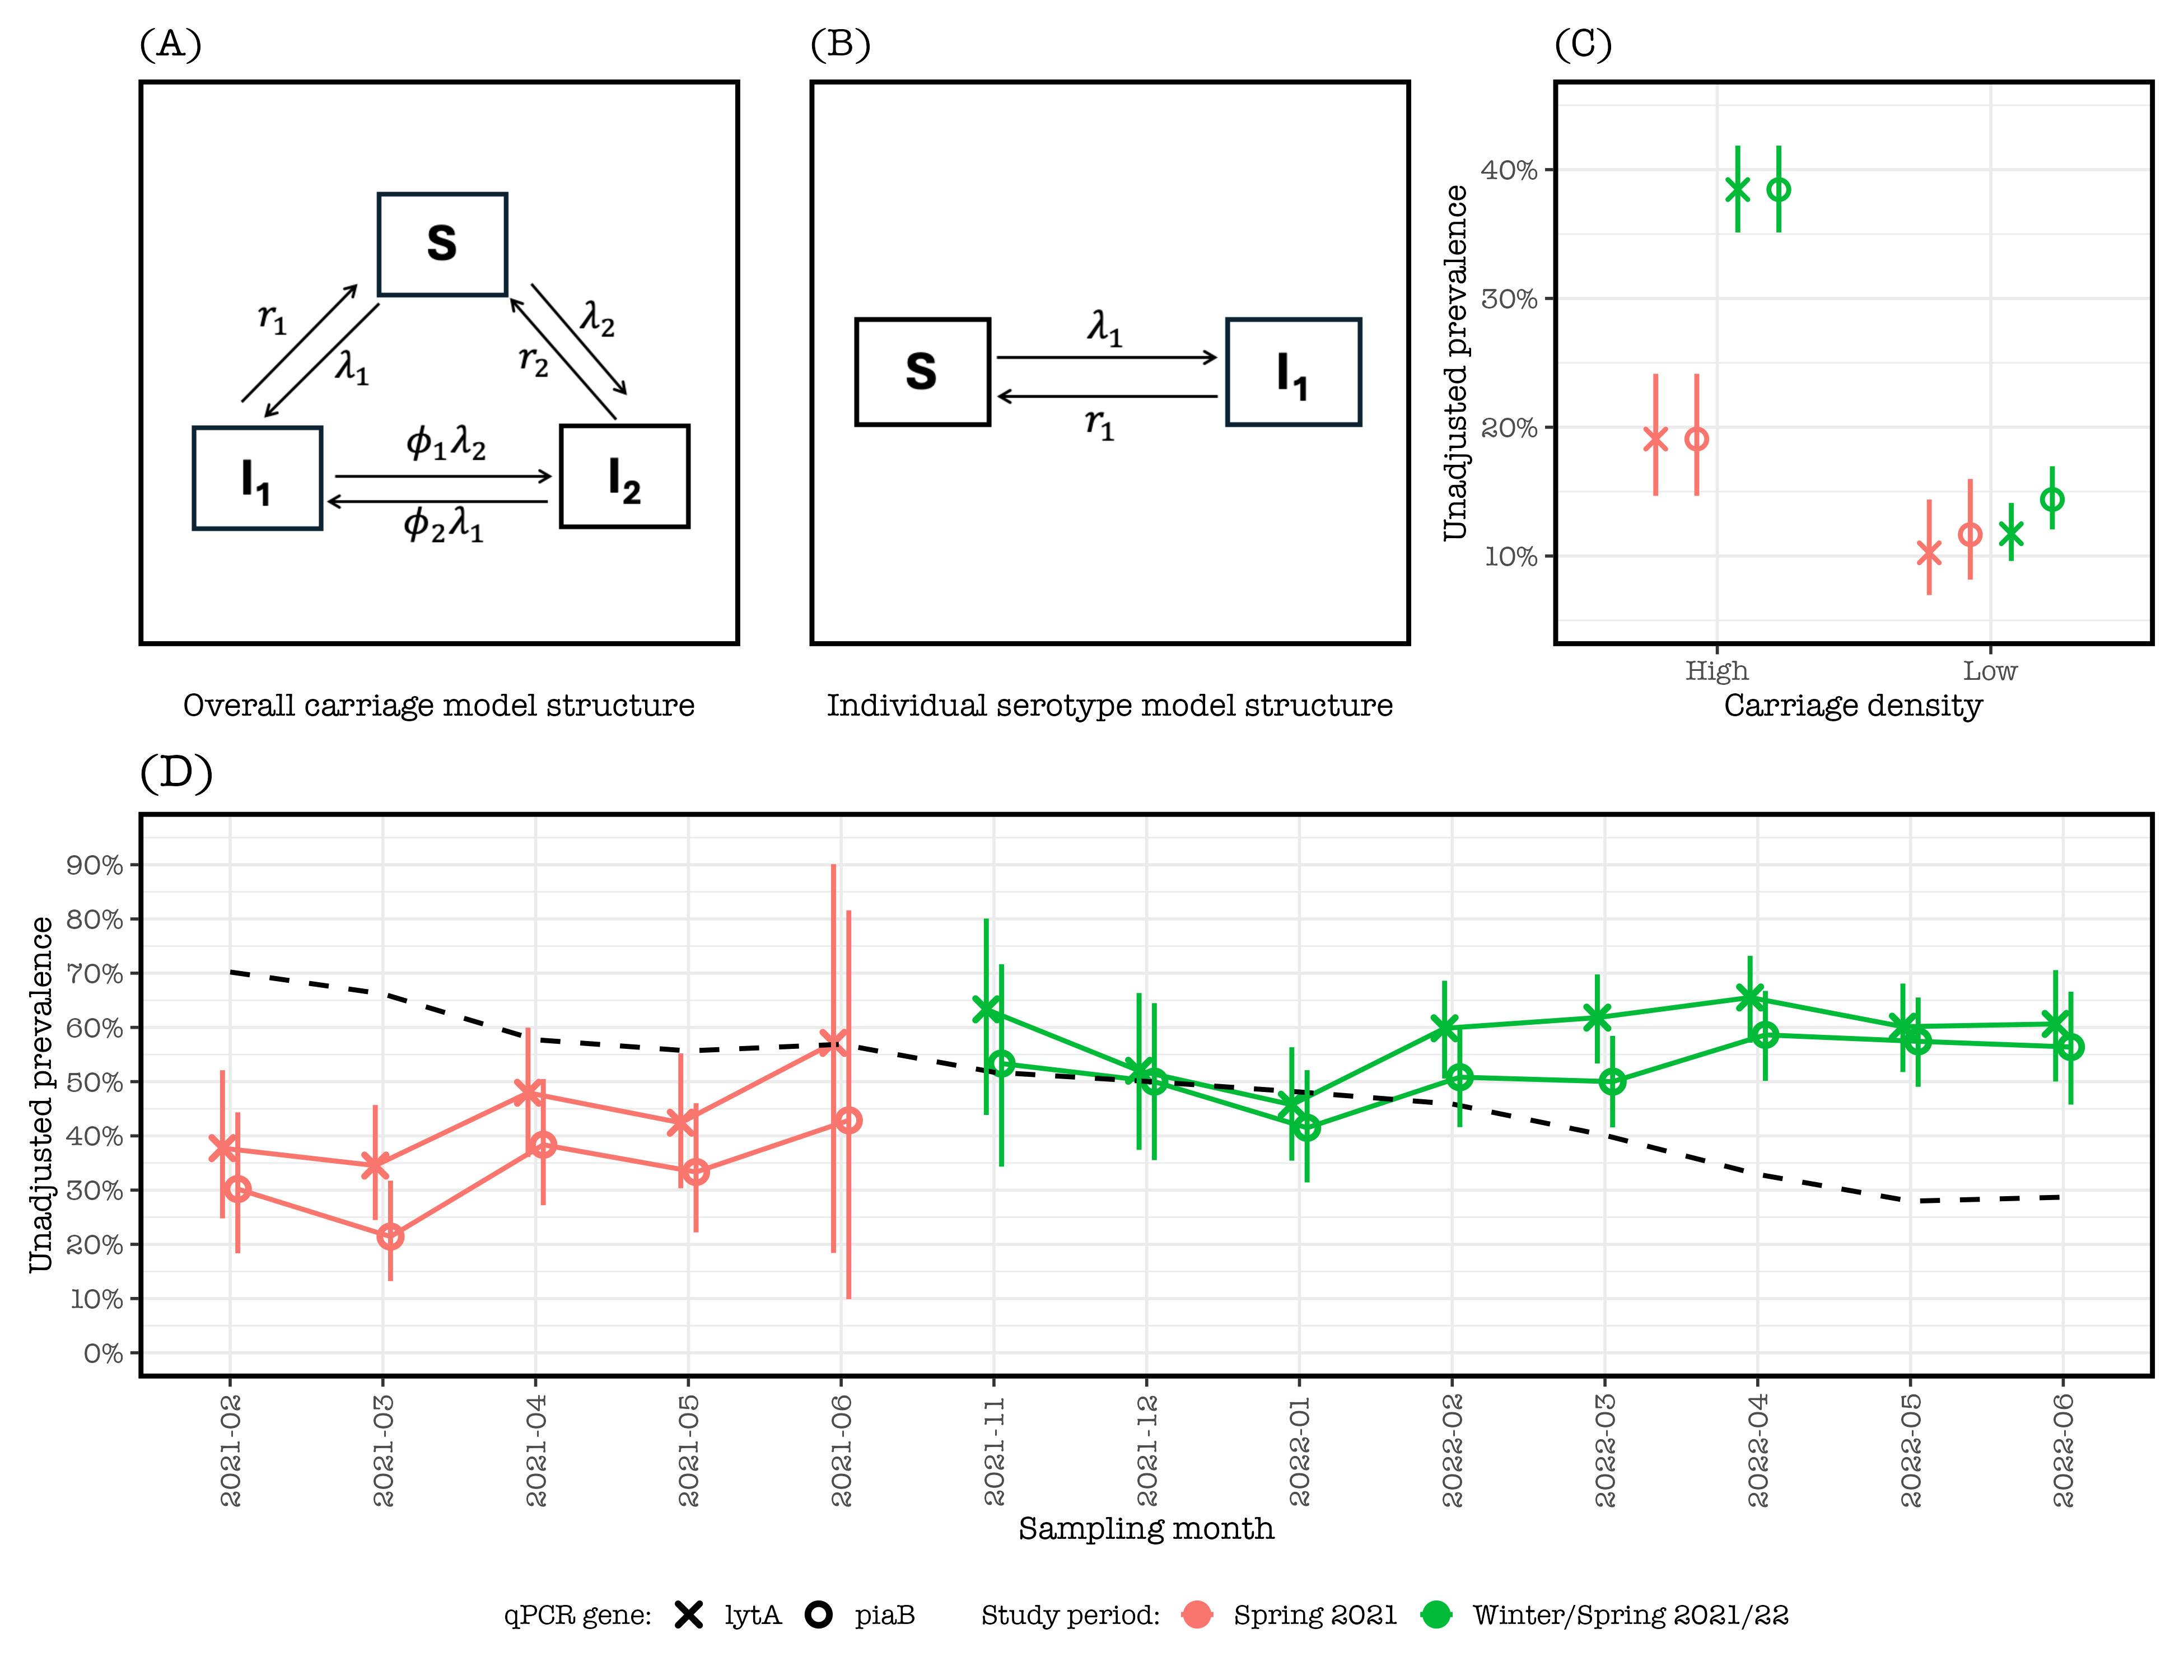 (A)
S
r₁
λ₁
λ₂
r₂
I₁
ϕ₁λ₂
ϕ₂λ₁
I₂
Overall carriage model structure
(B)
S
λ₁
r₁
I₁
Individual serotype model structure
(C)
Unadjusted prevalence
40%
30%
20%
10%
High
Low
Carriage density
(D)
Unadjusted prevalence
90%
80%
70%
60%
50%
40%
30%
20%
10%
0%
2021-02
2021-03
2021-04
2021-05
2021-06
2021-11
2021-12
2022-01
2022-02
2022-03
2022-04
2022-05
2022-06
Sampling month
qPCR gene: lytA piaB Study period: Spring 2021 Winter/Spring 2021/22